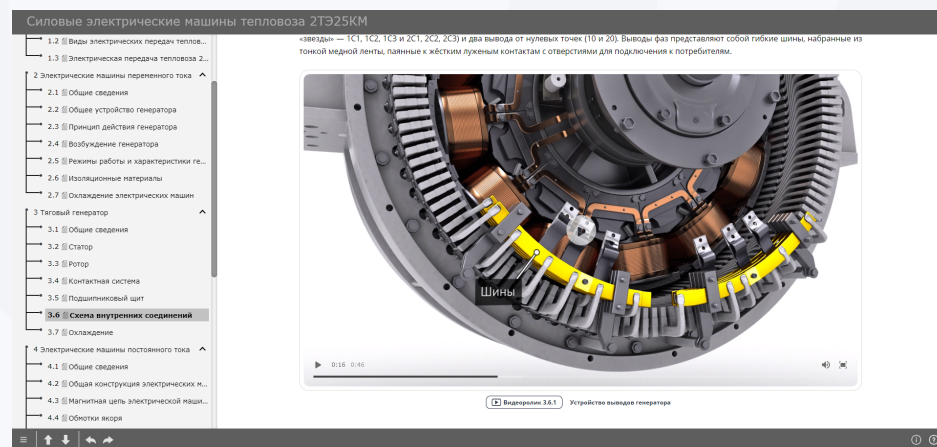 Силовые электрические машины тепловоза 2ТЭ25КМ
1.2 Виды электрических передач теплов...
1.3 Электрическая передача тепловоза 2...
2 Электрические машины переменного тока
2.1 Общие сведения
2.2 Общее устройство генератора
2.3 Принцип действия генератора
2.4 Возбуждение генератора
2.5 Режимы работы и характеристики ге...
2.6 Изоляционные материалы
2.7 Охлаждение электрических машин
3 Тяговый генератор
3.1 Общие сведения
3.2 Статор
3.3 Ротор
3.4 Контактная система
3.5 Подшипниковый щит
3.6 Схема внутренних соединений
3.7 Охлаждение
4 Электрические машины постоянного тока
4.1 Общие сведения
4.2 Общая конструкция электрических м...
4.3 Магнитная цепь электрической маши...
4.4 Обмотки якоря
«звезды» — 1С1, 1С2, 1С3 и 2С1, 2С2, 2С3) и два вывода от нулевых точек (10 и 20). Выводы фаз представляют собой гибкие шины, набранные из
тонкой медной ленты, паянные к жёстким луженым контактам с отверстиями для подключения к потребителям.
Шины
0:16 0:46
Видеоролик 3.6.1 Устройство выводов генератора